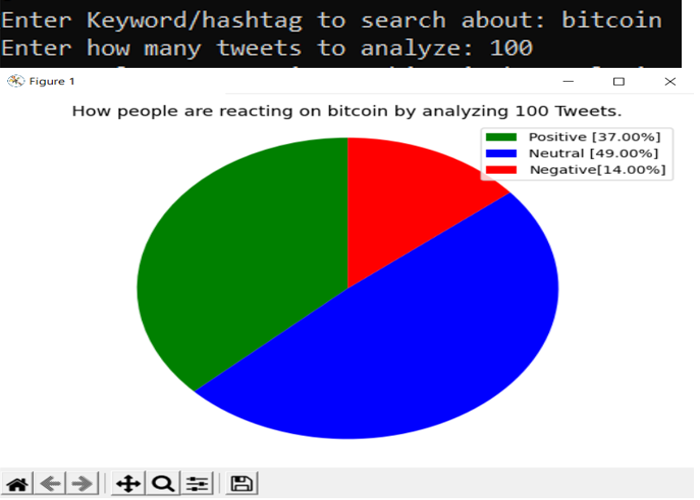 Enter Keyword/hashtag to search about: bitcoin
Enter how many tweets to analyze: 100
Figure 1
How people are reacting on bitcoin by analyzing 100 Tweets.
Positive [37.00%]
Neutral [49.00%]
Negative[14.00%]